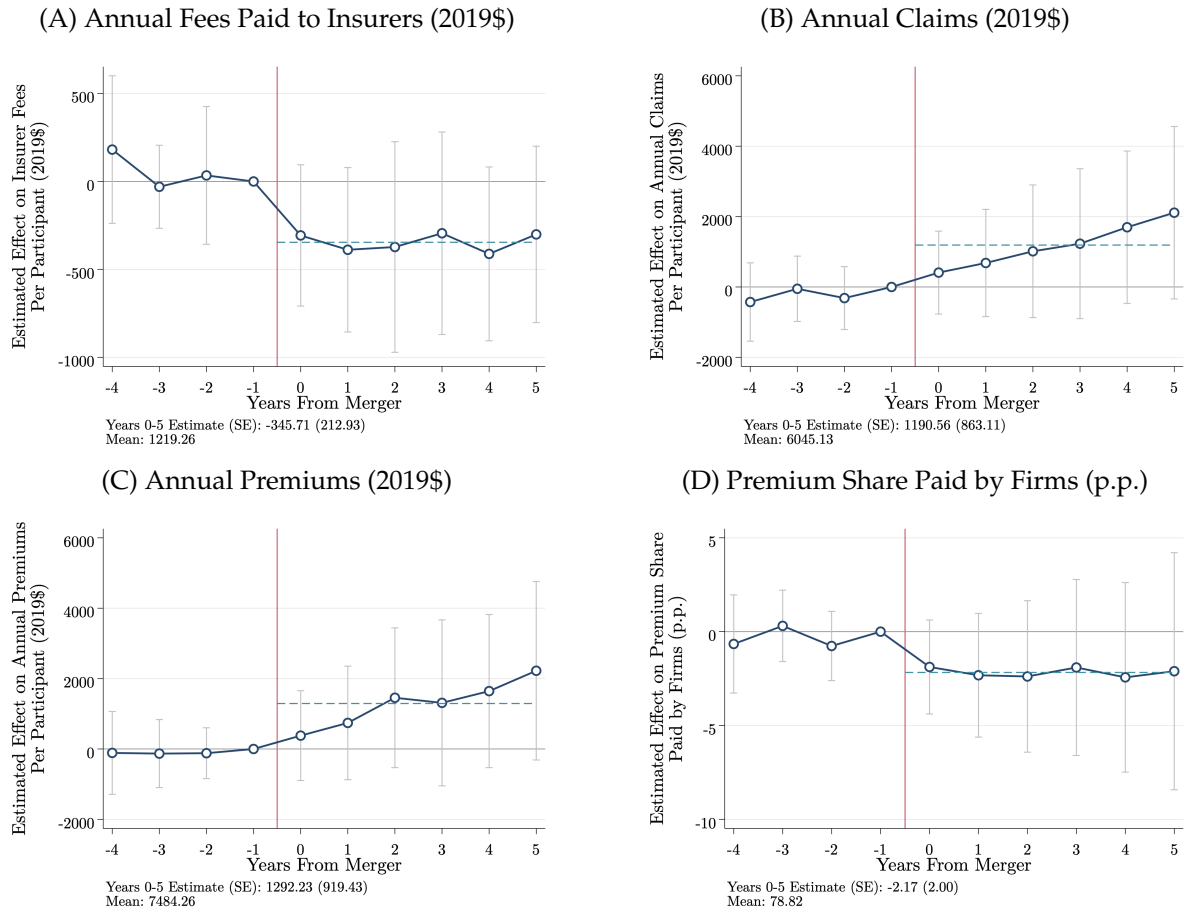 (A) Annual Fees Paid to Insurers (2019$)
Estimated Effect on Insurer Fees
Per Participant (2019$)
500
0
-500
-1000
-4 -3 -2 -1 0 1 2 3 4 5
Years From Merger
Years 0-5 Estimate (SE): -345.71 (212.93)
Mean: 1219.26
(B) Annual Claims (2019$)
Estimated Effect on Annual Claims
Per Participant (2019$)
6000
4000
2000
0
-2000
-4 -3 -2 -1 0 1 2 3 4 5
Years From Merger
Years 0-5 Estimate (SE): 1190.56 (863.11)
Mean: 6045.13
(C) Annual Premiums (2019$)
Estimated Effect on Annual Premiums
Per Participant (2019$)
6000
4000
2000
0
-2000
-4 -3 -2 -1 0 1 2 3 4 5
Years From Merger
Years 0-5 Estimate (SE): 1292.23 (919.43)
Mean: 7484.26
(D) Premium Share Paid by Firms (p.p.)
Estimated Effect on Premium Share
Paid by Firms (p.p.)
5
0
-5
-10
-4 -3 -2 -1 0 1 2 3 4 5
Years From Merger
Years 0-5 Estimate (SE): -2.17 (2.00)
Mean: 78.82